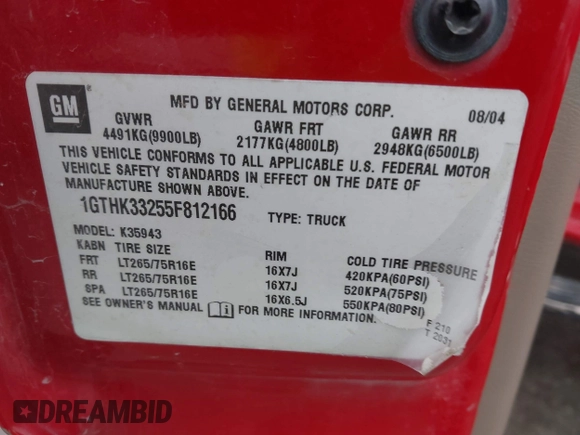 GM
MFD BY GENERAL MOTORS CORP. 08/04
GVWR GAWR FRT GAWR RR
4491KG(9900LB) 2177KG(4800LB) 2948KG(6500LB)
THIS VEHICLE CONFORMS TO ALL APPLICABLE U.S. FEDERAL MOTOR
VEHICLE SAFETY STANDARDS IN EFFECT ON THE DATE OF
MANUFACTURE SHOWN ABOVE.
1GTHK33255F812166 TYPE: TRUCK
MODEL: K35943
KABN TIRE SIZE RIM COLD TIRE PRESSURE
FRT LT265/75R16E 16X7J 420KPA(60PSI)
RR LT265/75R16E 16X7J 520KPA(75PSI)
SPA LT265/75R16E 16X6.5J 550KPA(80PSI)
SEE OWNER'S MANUAL FOR MORE INFORMATION.
F 210
T 2033
DREAMBID